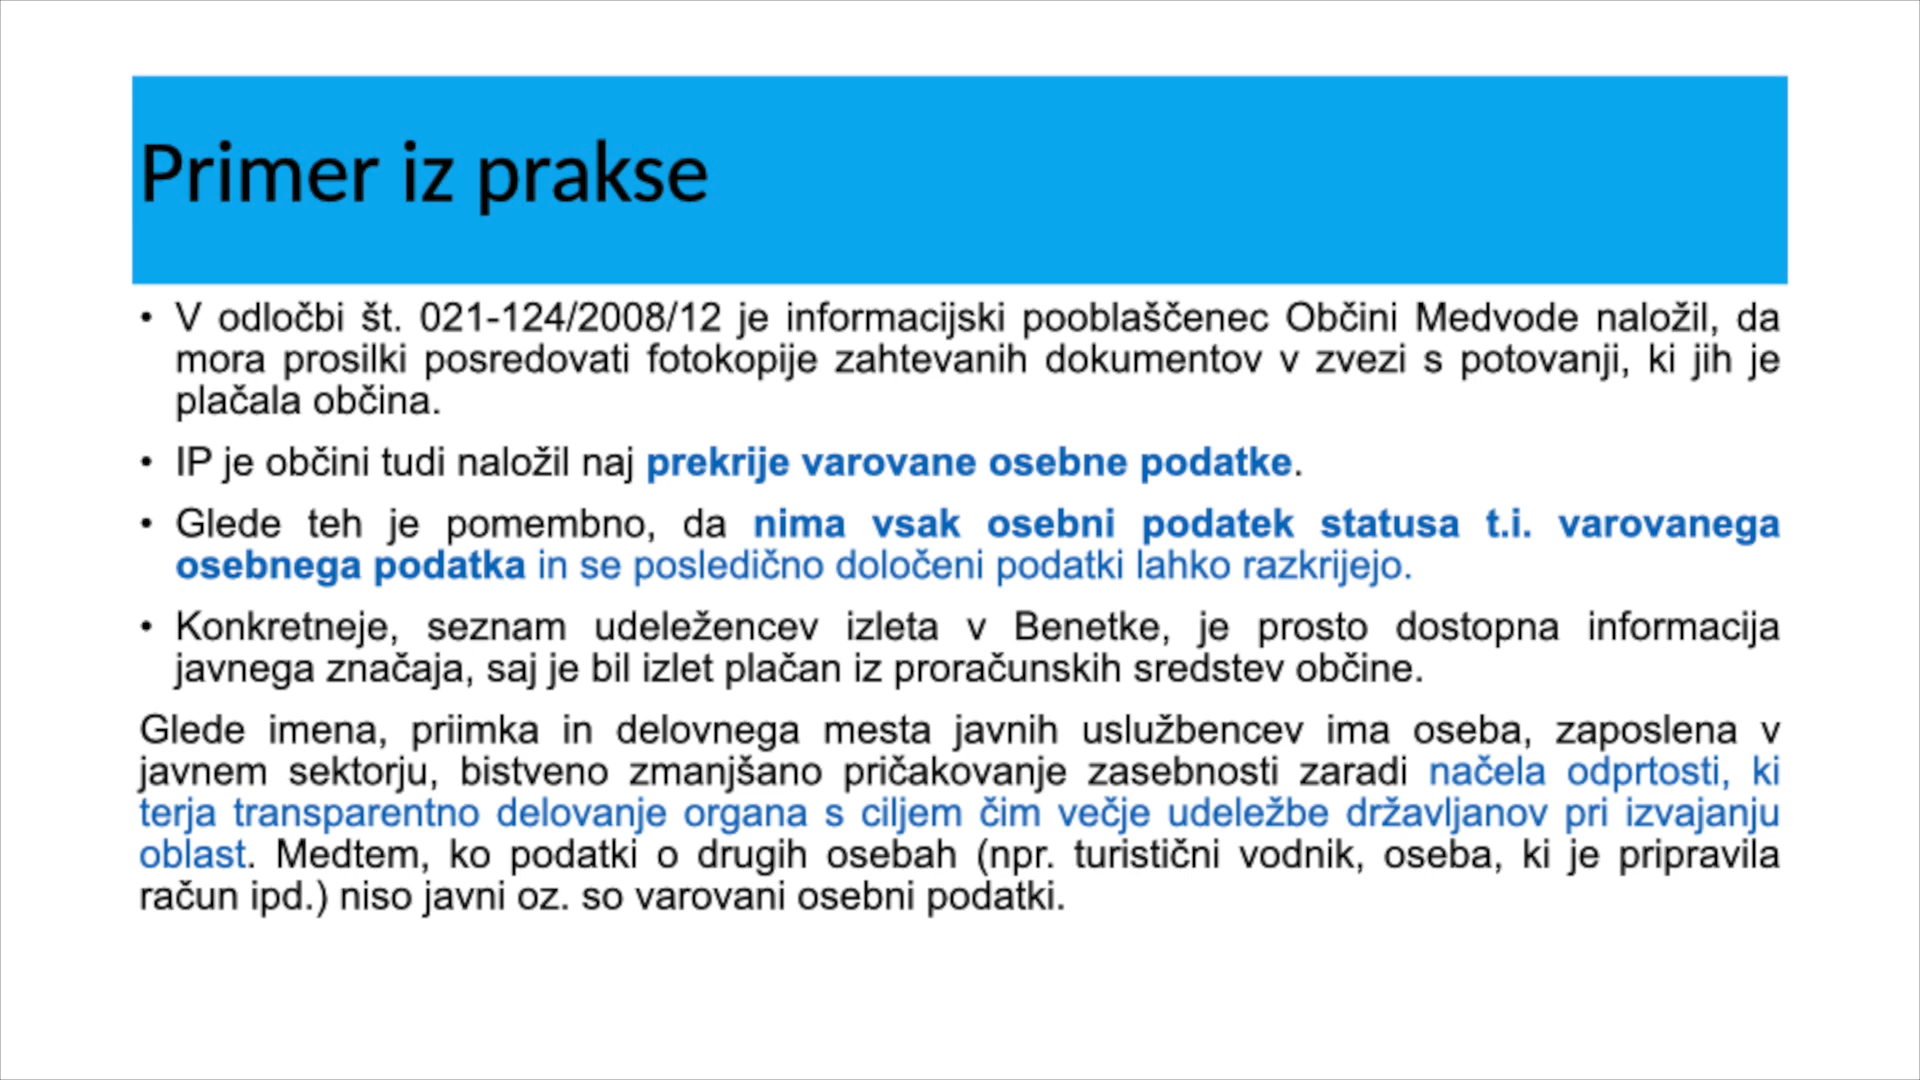 Primer iz prakse
• V odločbi št. 021-124/2008/12 je informacijski pooblaščenec Občini Medvode naložil, da
mora prosilki posredovati fotokopije zahtevanih dokumentov v zvezi s potovanji, ki jih je
plačala občina.
• IP je občini tudi naložil naj prekrije varovane osebne podatke.
• Glede teh je pomembno, da nima vsak osebni podatek statusa t.i. varovanega
osebnega podatka in se posledično določeni podatki lahko razkrijejo.
• Konkretneje, seznam udeležencev izleta v Benetke, je prosto dostopna informacija
javnega značaja, saj je bil izlet plačan iz proračunskih sredstev občine.
Glede imena, priimka in delovnega mesta javnih uslužbencev ima oseba, zaposlena v
javnem sektorju, bistveno zmanjšano pričakovanje zasebnosti zaradi načela odprtosti, ki
terja transparentno delovanje organa s ciljem čim večje udeležbe državljanov pri izvajanju
oblast. Medtem, ko podatki o drugih osebah (npr. turistični vodnik, oseba, ki je pripravila
račun ipd.) niso javni oz. so varovani osebni podatki.